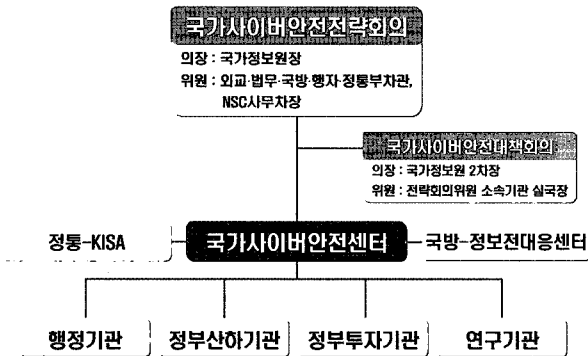 국가사이버안전전략회의
의장 : 국가정보원장
위원 : 외교·법무·국방·행자·정통부차관,
NSC사무차장
국가사이버안전대책회의
의장 : 국가정보원 2차장
위원 : 전략회의위원 소속기관 실국장
정통-KISA
국가사이버안전센터
국방-정보전대응센터
행정기관
정부산하기관
정부투자기관
연구기관